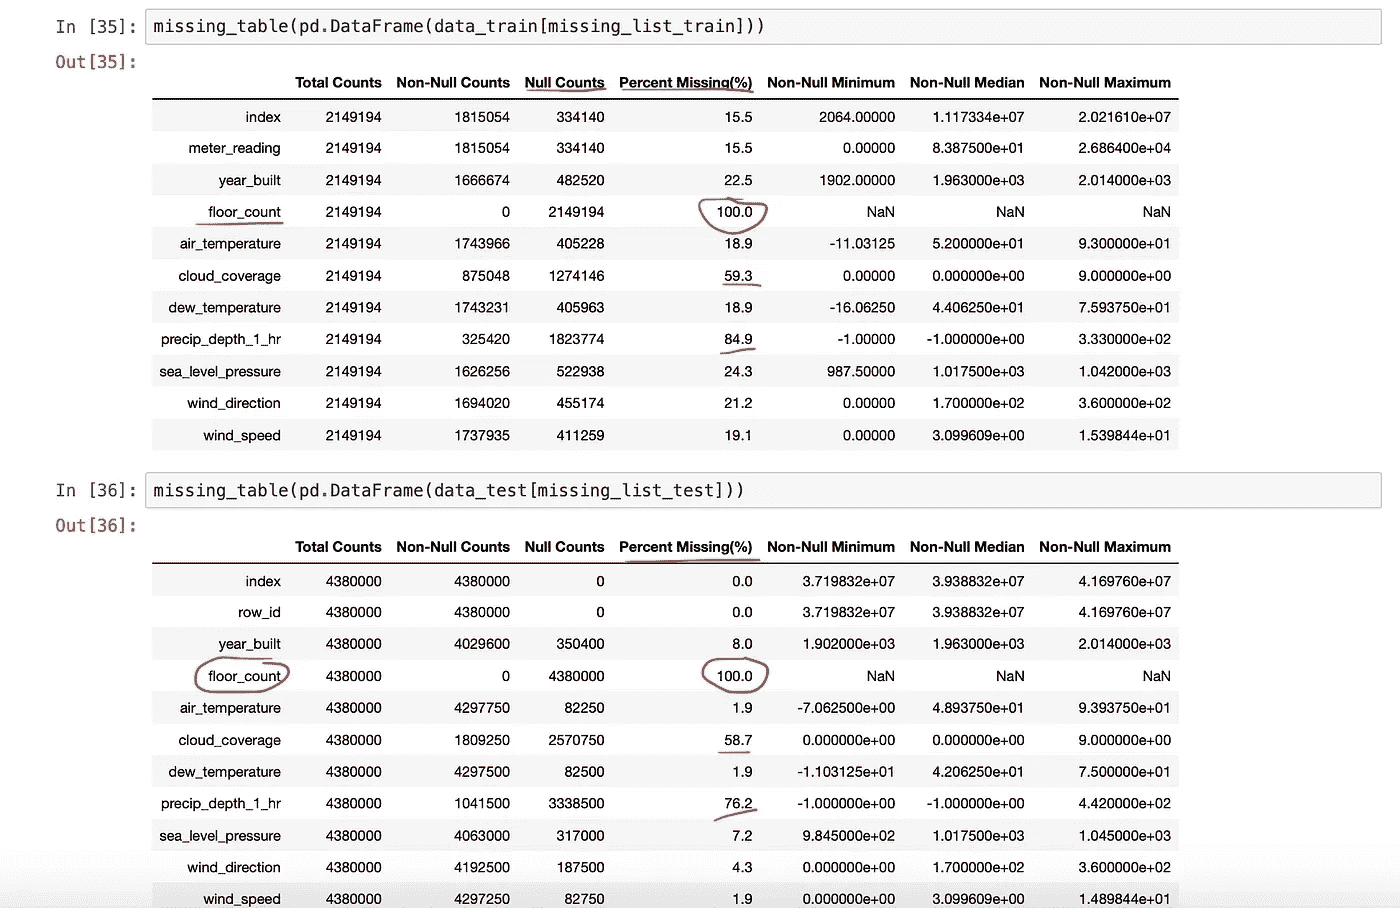 In [35]: missing_table(pd.DataFrame(data_train[missing_list_train]))
Out[35]:
Total Counts Non-Null Counts Null Counts Percent Missing(%) Non-Null Minimum Non-Null Median Non-Null Maximum
index 2149194 1815054 334140 15.5 2064.00000 1.117334e+07 2.021610e+07
meter_reading 2149194 1815054 334140 15.5 0.00000 8.387500e+01 2.686400e+04
year_built 2149194 1666674 482520 22.5 1902.00000 1.963000e+03 2.014000e+03
floor_count 2149194 0 2149194 100.0 NaN NaN NaN
air_temperature 2149194 1743966 405228 18.9 -11.03125 5.200000e+01 9.300000e+01
cloud_coverage 2149194 875048 1274146 59.3 0.00000 0.000000e+00 9.000000e+00
dew_temperature 2149194 1743231 405963 18.9 -16.06250 4.406250e+01 7.593750e+01
precip_depth_1_hr 2149194 325420 1823774 84.9 -1.00000 -1.000000e+00 3.330000e+02
sea_level_pressure 2149194 1626256 522938 24.3 987.50000 1.017500e+03 1.042000e+03
wind_direction 2149194 1694020 455174 21.2 0.00000 1.700000e+02 3.600000e+02
wind_speed 2149194 1737935 411259 19.1 0.00000 3.099609e+00 1.539844e+01
In [36]: missing_table(pd.DataFrame(data_test[missing_list_test]))
Out[36]:
Total Counts Non-Null Counts Null Counts Percent Missing(%) Non-Null Minimum Non-Null Median Non-Null Maximum
index 4380000 4380000 0 0.0 3.719832e+07 3.938832e+07 4.169760e+07
row_id 4380000 4380000 0 0.0 3.719832e+07 3.938832e+07 4.169760e+07
year_built 4380000 4029600 350400 8.0 1.902000e+03 1.963000e+03 2.014000e+03
floor_count 4380000 0 4380000 100.0 NaN NaN NaN
air_temperature 4380000 4297750 82250 1.9 -7.062500e+00 4.893750e+01 9.393750e+01
cloud_coverage 4380000 1809250 2570750 58.7 0.000000e+00 0.000000e+00 9.000000e+00
dew_temperature 4380000 4297500 82500 1.9 -1.103125e+01 4.206250e+01 7.500000e+01
precip_depth_1_hr 4380000 1041500 3338500 76.2 -1.000000e+00 -1.000000e+00 4.420000e+02
sea_level_pressure 4380000 4063000 317000 7.2 9.845000e+02 1.017500e+03 1.045000e+03
wind_direction 4380000 4192500 187500 4.3 0.000000e+00 1.700000e+02 3.600000e+02
wind_speed 4380000 4297250 82750 1.9 0.000000e+00 3.099609e+00 1.489844e+01